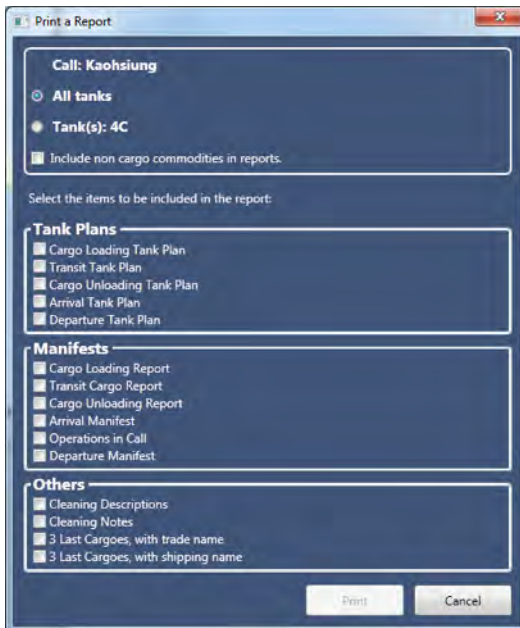 Print a Report
Call: Kaohsiung
All tanks
Tank(s): 4C
Include non cargo commodities in reports.
Select the items to be included in the report:
Tank Plans
Cargo Loading Tank Plan
Transit Tank Plan
Cargo Unloading Tank Plan
Arrival Tank Plan
Departure Tank Plan
Manifests
Cargo Loading Report
Transit Cargo Report
Cargo Unloading Report
Arrival Manifest
Operations in Call
Departure Manifest
Others
Cleaning Descriptions
Cleaning Notes
3 Last Cargoes, with trade name
3 Last Cargoes, with shipping name
Print Cancel